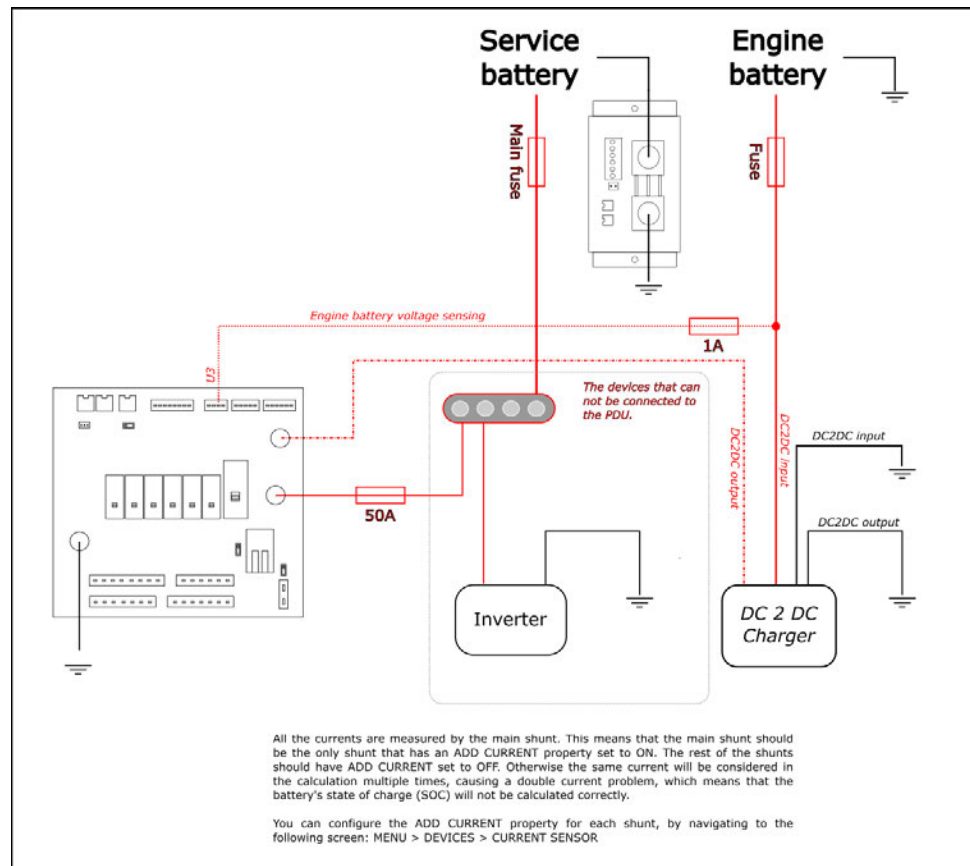 Service
battery
Engine
battery
Main fuse
Fuse
Engine battery voltage sensing
1A
U3
The devices that can
not be connected to
the PDU.
DC2DC output
DC2DC input
DC2DC input
DC2DC output
50A
Inverter
DC 2 DC
Charger
All the currents are measured by the main shunt. This means that the main shunt should
be the only shunt that has an ADD CURRENT property set to ON. The rest of the shunts
should have ADD CURRENT set to OFF. Otherwise the same current will be considered in
the calculation multiple times, causing a double current problem, which means that the
battery's state of charge (SOC) will not be calculated correctly.
You can configure the ADD CURRENT property for each shunt, by navigating to the
following screen: MENU > DEVICES > CURRENT SENSOR